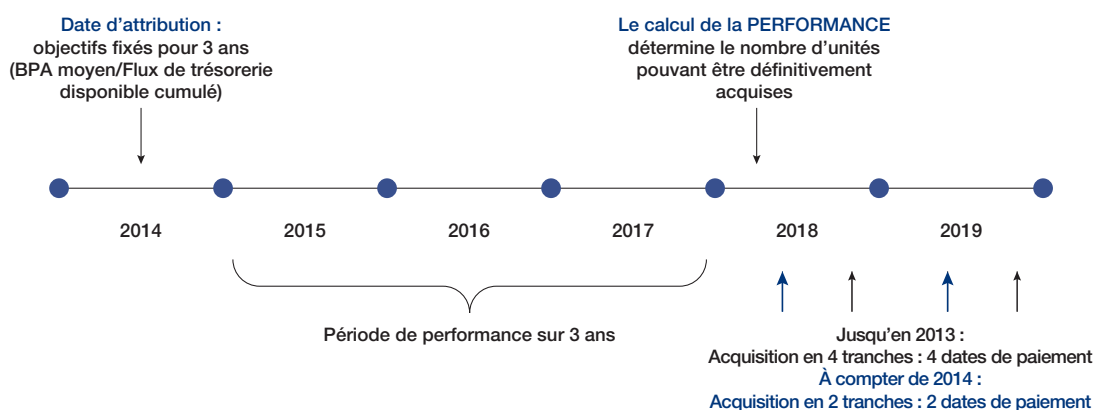 Date d’attribution :
objectifs fixés pour 3 ans
(BPA moyen/Flux de trésorerie
disponible cumulé)
Le calcul de la PERFORMANCE
détermine le nombre d’unités
pouvant être définitivement
acquises
2014 2015 2016 2017 2018 2019
Période de performance sur 3 ans
Jusqu’en 2013 :
Acquisition en 4 tranches : 4 dates de paiement
À compter de 2014 :
Acquisition en 2 tranches : 2 dates de paiement